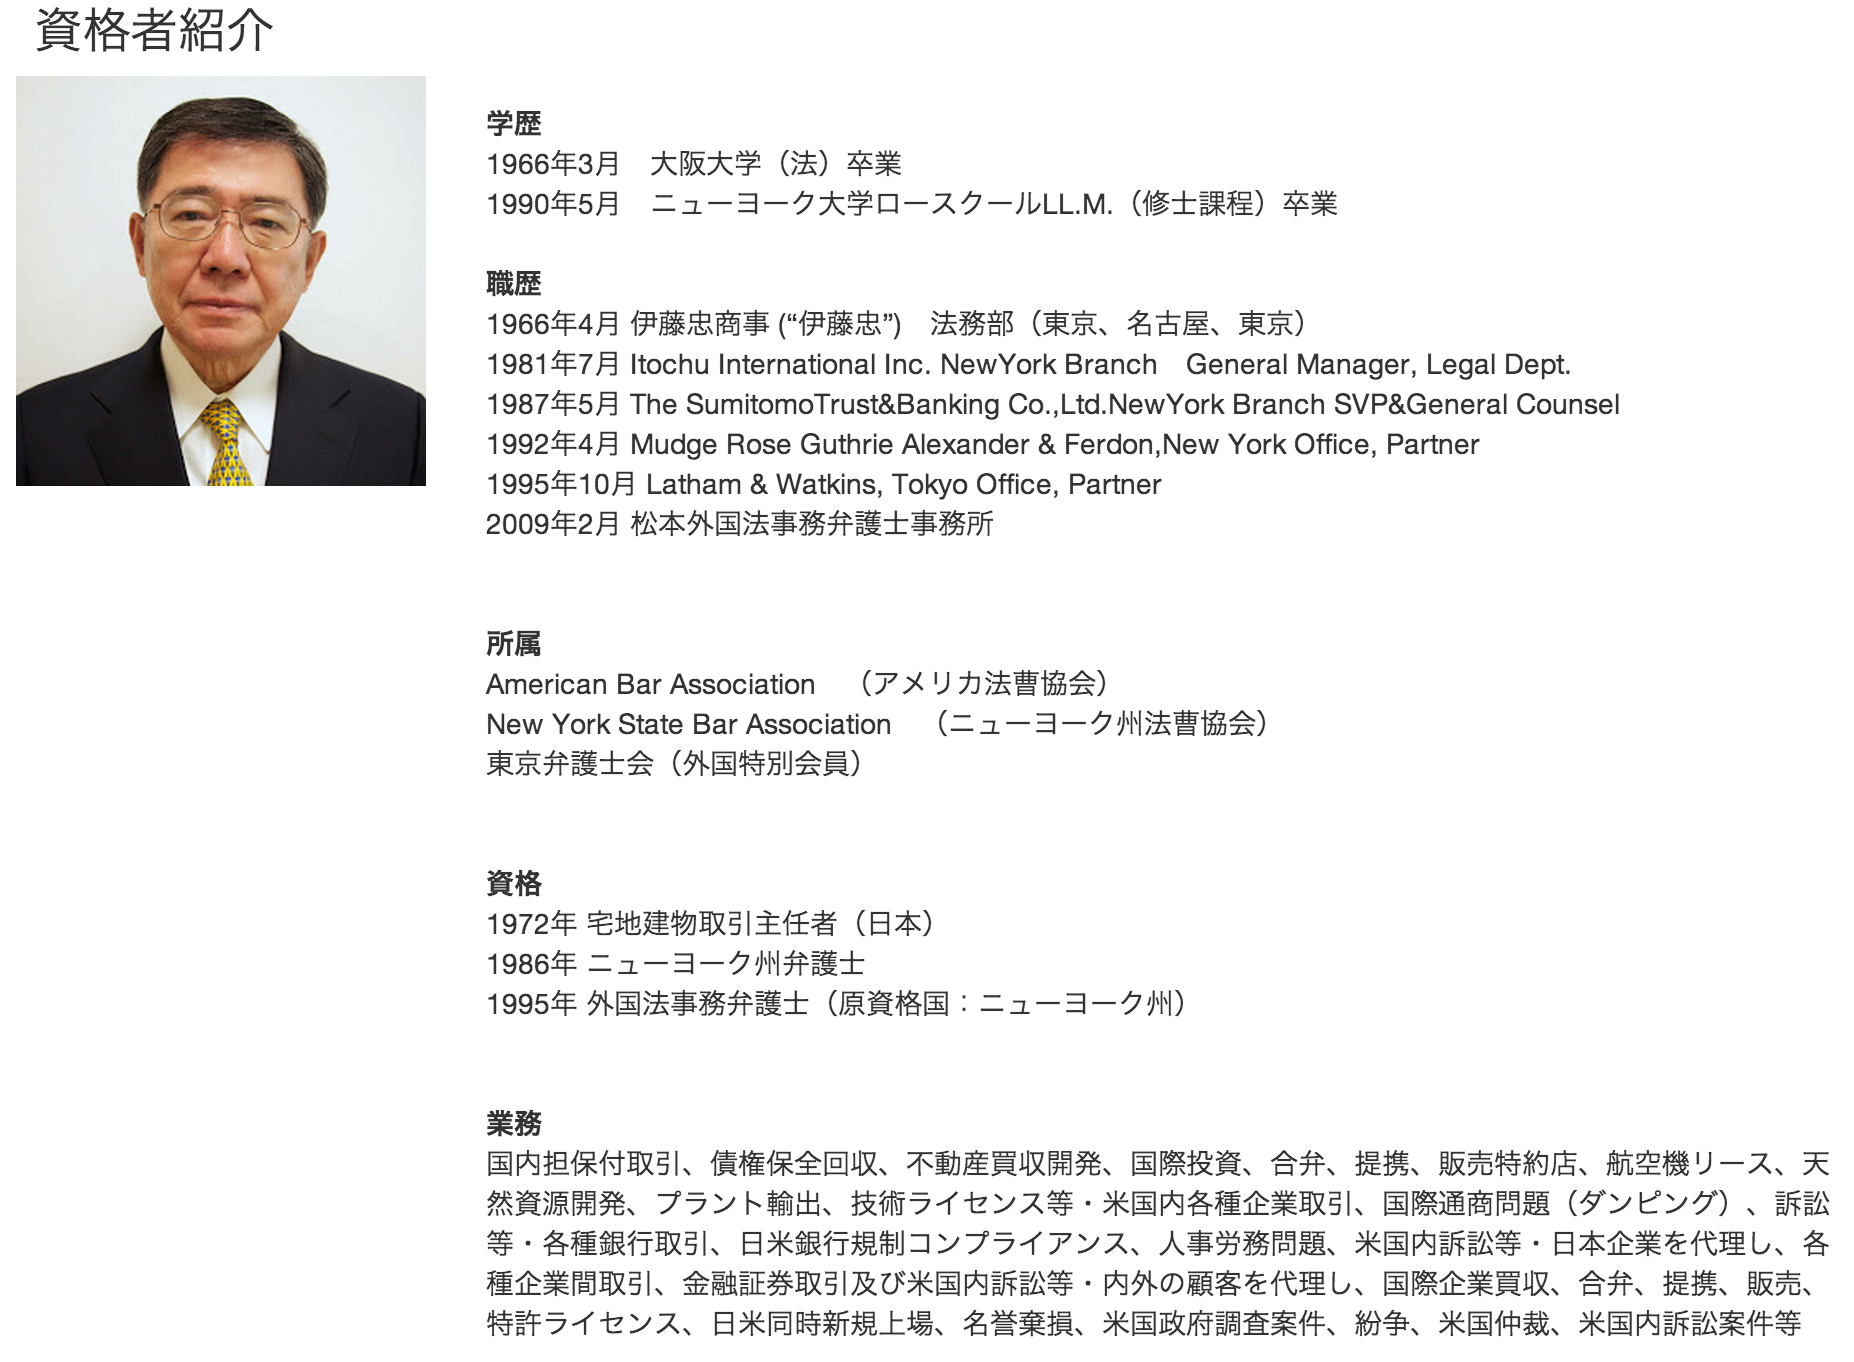 資格者紹介
学歴
1966年3月　大阪大学（法）卒業
1990年5月　ニューヨーク大学ロースクールLL.M.（修士課程）卒業
職歴
1966年4月 伊藤忠商事 (“伊藤忠”)　法務部（東京、名古屋、東京）
1981年7月 Itochu International Inc. NewYork Branch　General Manager, Legal Dept.
1987年5月 The SumitomoTrust&Banking Co.,Ltd.NewYork Branch SVP&General Counsel
1992年4月 Mudge Rose Guthrie Alexander & Ferdon,New York Office, Partner
1995年10月 Latham & Watkins, Tokyo Office, Partner
2009年2月 松本外国法事務弁護士事務所
所属
American Bar Association　（アメリカ法曹協会）
New York State Bar Association　（ニューヨーク州法曹協会）
東京弁護士会（外国特別会員）
資格
1972年 宅地建物取引主任者（日本）
1986年 ニューヨーク州弁護士
1995年 外国法事務弁護士（原資格国：ニューヨーク州）
業務
国内担保付取引、債権保全回収、不動産買収開発、国際投資、合弁、提携、販売特約店、航空機リース、天
然資源開発、プラント輸出、技術ライセンス等・米国内各種企業取引、国際通商問題（ダンピング）、訴訟
等・各種銀行取引、日米銀行規制コンプライアンス、人事労務問題、米国内訴訟等・日本企業を代理し、各
種企業間取引、金融証券取引及び米国内訴訟等・内外の顧客を代理し、国際企業買収、合弁、提携、販売、
特許ライセンス、日米同時新規上場、名誉棄損、米国政府調査案件、紛争、米国仲裁、米国内訴訟案件等